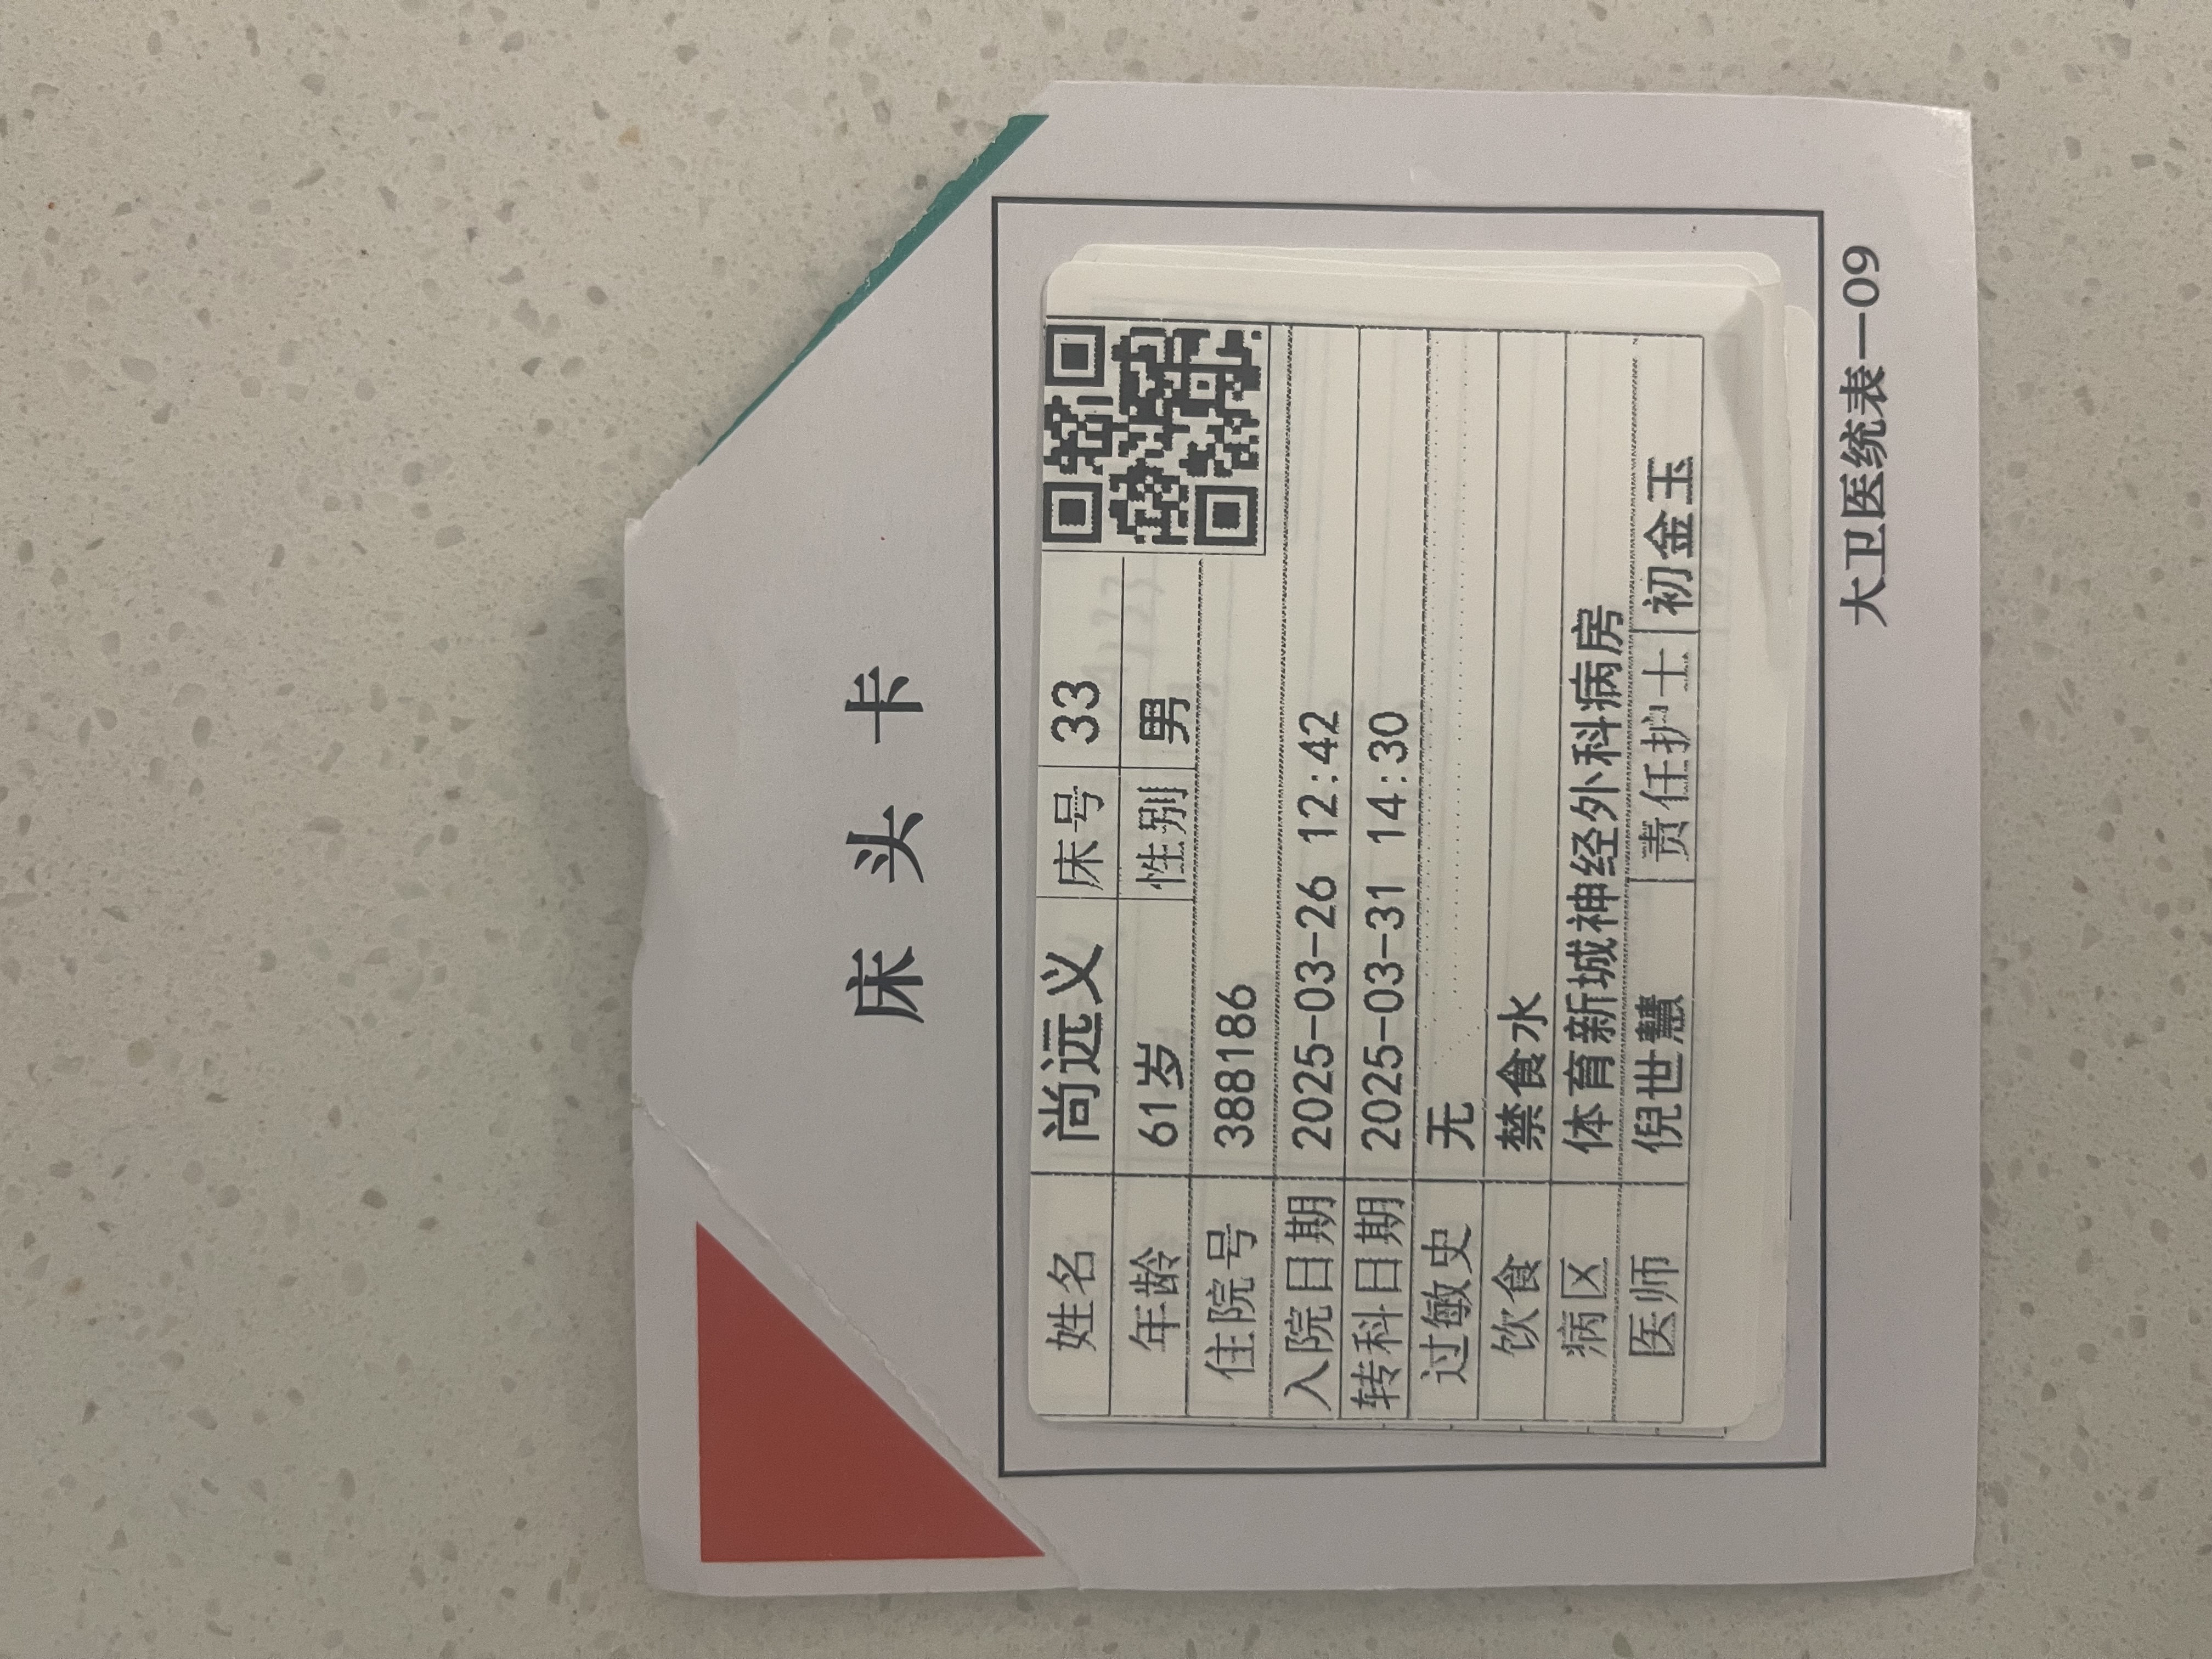 床头卡
姓名 尚远义 床号 33
年龄 61岁 性别 男
住院号 388186
入院日期 2025-03-26 12:42
转科日期 2025-03-31 14:30
过敏史 无
饮食 禁食水
病区 体育新城神经外科病房
医师 倪世慧 责任护士 初金玉
大卫医统表—09